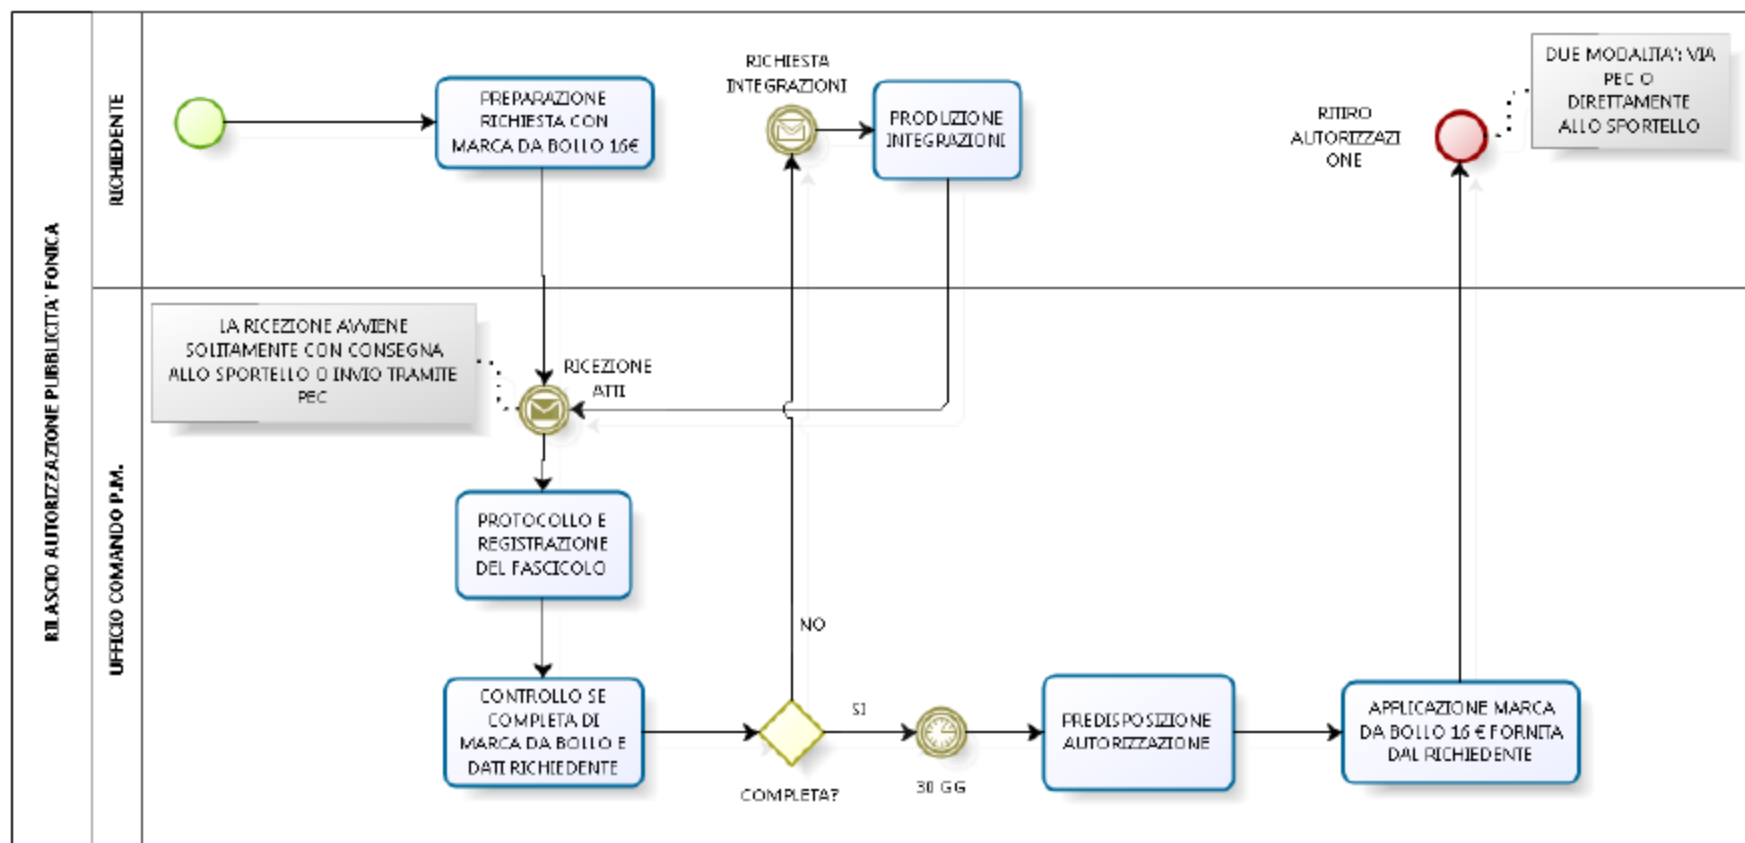 RILASCIO AUTORIZZAZIONE PUBBLICITA' FONICA
RICHIEDENTE
PREPARAZIONE
RICHIESTA CON
MARCA DA BOLLO 16€
RICHIESTA
INTEGRAZIONI
PRODUZIONE
INTEGRAZIONI
RITIRO
AUTORIZZAZI
ONE
DUE MODALITA': VIA
PEC O
DIRETTAMENTE
ALLO SPORTELLO
UFFICIO COMANDO P.M.
LA RICEZIONE AVVIENE
SOLITAMENTE CON CONSEGNA
ALLO SPORTELLO O INVIO TRAMITE
PEC
RICEZIONE
ATTI
PROTOCOLLO E
REGISTRAZIONE
DEL FASCICOLO
CONTROLLO SE
COMPLETA DI
MARCA DA BOLLO E
DATI RICHIEDENTE
NO
COMPLETA?
SI
30 GG
PREDISPOSIZIONE
AUTORIZZAZIONE
APPLICAZIONE MARCA
DA BOLLO 16 € FORNITA
DAL RICHIEDENTE